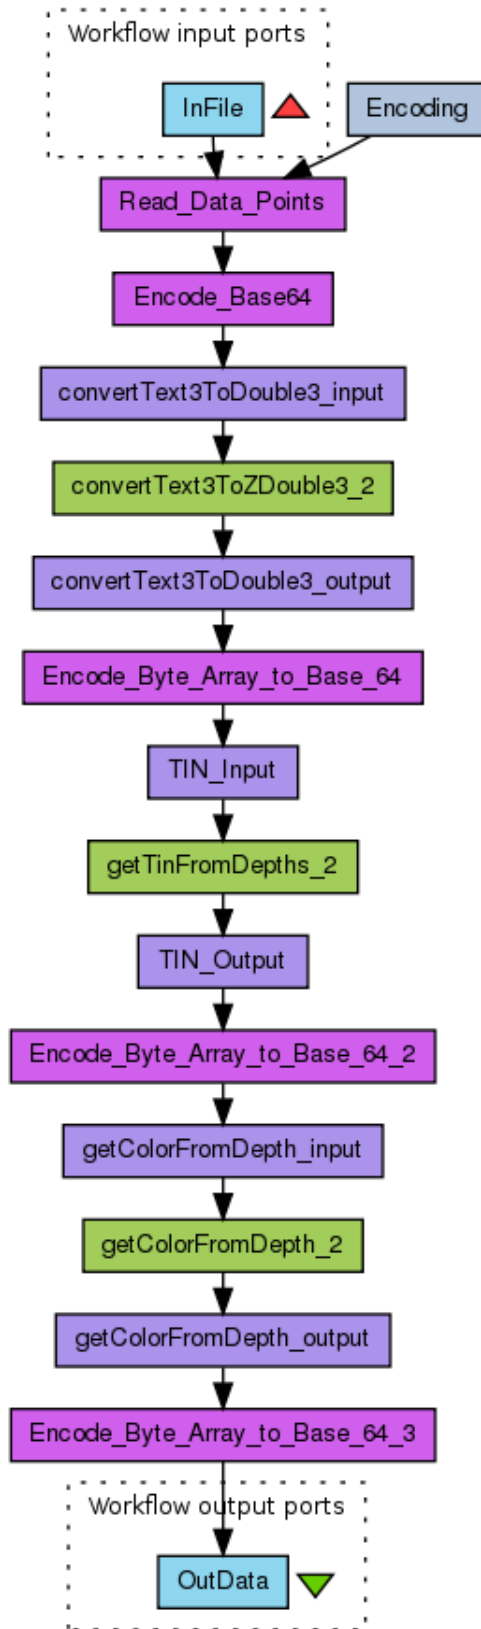 Workflow input ports
InFile
Encoding
Read_Data_Points
Encode_Base64
convertText3ToDouble3_input
convertText3ToZDouble3_2
convertText3ToDouble3_output
Encode_Byte_Array_to_Base_64
TIN_Input
getTinFromDepths_2
TIN_Output
Encode_Byte_Array_to_Base_64_2
getColorFromDepth_input
getColorFromDepth_2
getColorFromDepth_output
Encode_Byte_Array_to_Base_64_3
Workflow output ports
OutData